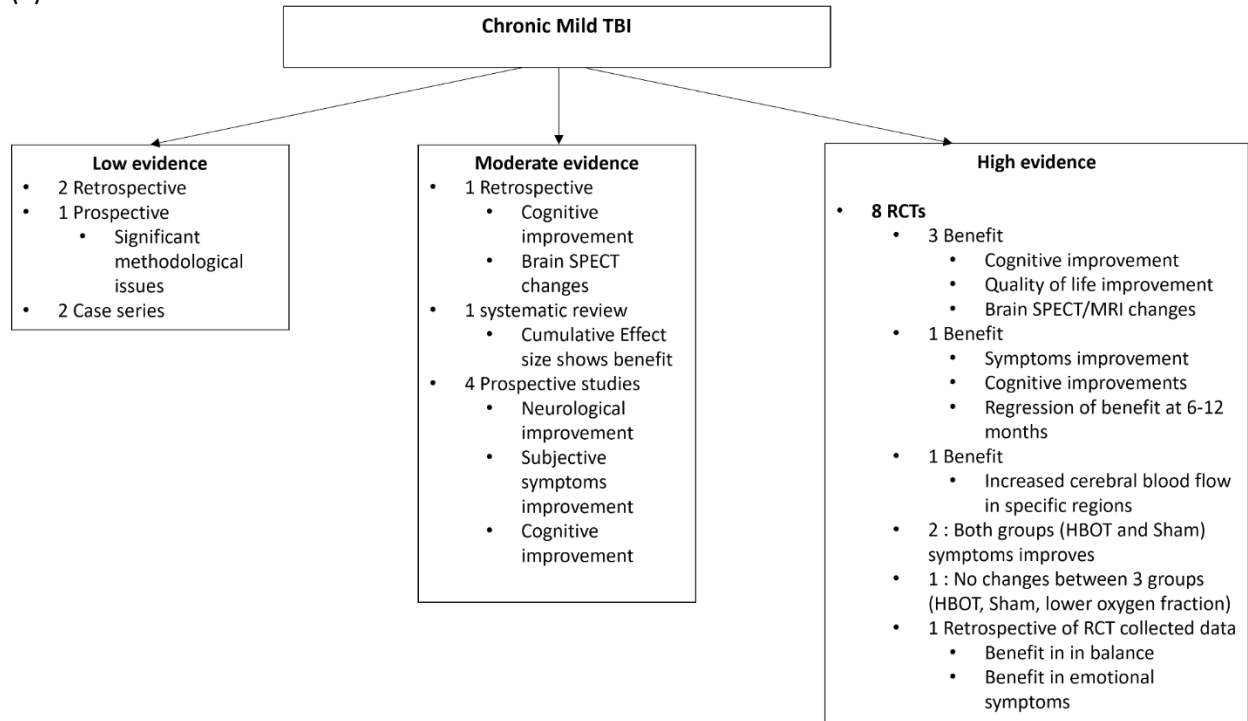 Chronic Mild TBI
Low evidence
• 2 Retrospective
• 1 Prospective
• Significant
methodological
issues
• 2 Case series
Moderate evidence
• 1 Retrospective
• Cognitive
improvement
• Brain SPECT
changes
• 1 systematic review
• Cumulative Effect
size shows benefit
• 4 Prospective studies
• Neurological
improvement
• Subjective
symptoms
improvement
• Cognitive
improvement
High evidence
• 8 RCTs
• 3 Benefit
• Cognitive improvement
• Quality of life improvement
• Brain SPECT/MRI changes
• 1 Benefit
• Symptoms improvement
• Cognitive improvements
• Regression of benefit at 6-12
months
• 1 Benefit
• Increased cerebral blood flow
in specific regions
• 2 : Both groups (HBOT and Sham)
symptoms improves
• 1 : No changes between 3 groups
(HBOT, Sham, lower oxygen fraction)
• 1 Retrospective of RCT collected data
• Benefit in in balance
• Benefit in emotional
symptoms